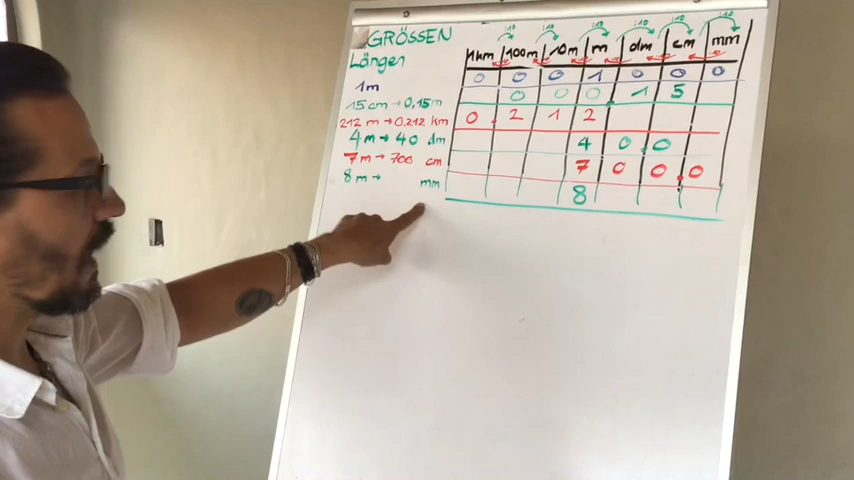 GRÖSSEN
Längen
:10 :10 :10 :10 :10 :10
1km 100m 10m m dm cm mm
1m 0 0 0 1 0 0 0
15 cm → 0,15 m 0 0 0 , 1 5
212 m → 0,212 km 0 , 2 1 2
4 m → 40 dm 4 0 , 0
7 m → 700 cm 7 0 0 , 0
8 m → mm 8